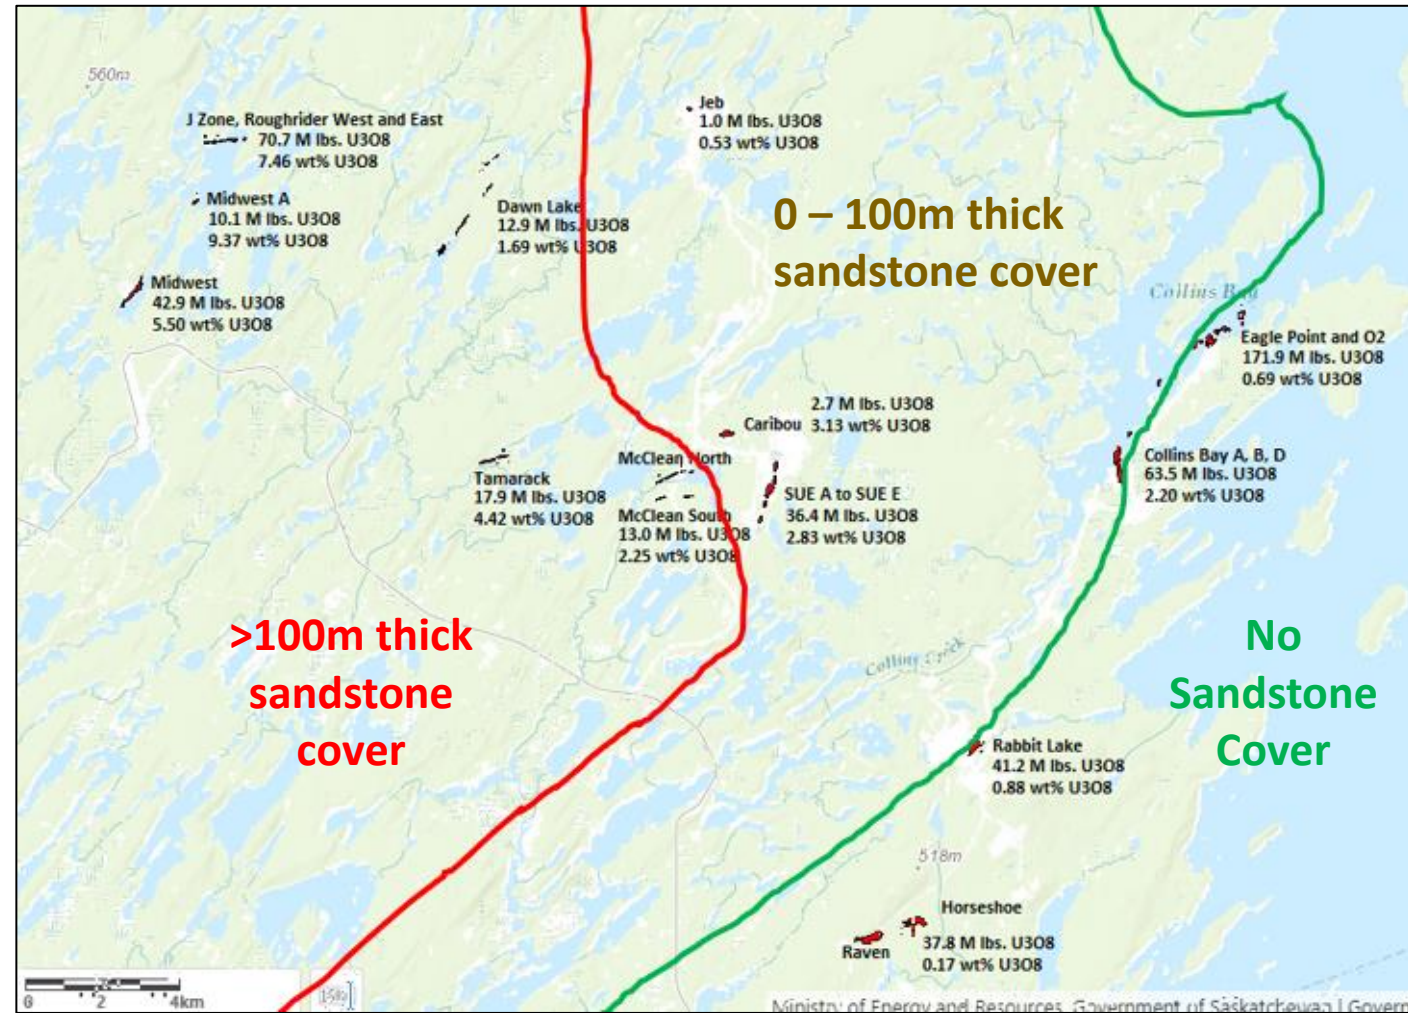 560m
J Zone, Roughrider West and East
70.7 M lbs. U3O8
7.46 wt% U3O8
Midwest A
10.1 M lbs. U3O8
9.37 wt% U3O8
Midwest
42.9 M lbs. U3O8
5.50 wt% U3O8
Dawn Lake
12.9 M lbs. U3O8
1.69 wt% U3O8
Jeb
1.0 M lbs. U3O8
0.53 wt% U3O8
0 – 100m thick
sandstone cover
Collins Bay
Eagle Point and O2
171.9 M lbs. U3O8
0.69 wt% U3O8
2.7 M lbs. U3O8
Caribou 3.13 wt% U3O8
McClean North
Tamarack
17.9 M lbs. U3O8
4.42 wt% U3O8
McClean South
13.0 M lbs. U3O8
2.25 wt% U3O8
SUE A to SUE E
36.4 M lbs. U3O8
2.83 wt% U3O8
Collins Bay A, B, D
63.5 M lbs. U3O8
2.20 wt% U3O8
>100m thick
sandstone
cover
Collins Creek
No
Sandstone
Cover
Rabbit Lake
41.2 M lbs. U3O8
0.88 wt% U3O8
518m
Horseshoe
37.8 M lbs. U3O8
0.17 wt% U3O8
Raven
0 2 4km
Ministry of Energy and Resources, Government of Saskatchewan | Govern